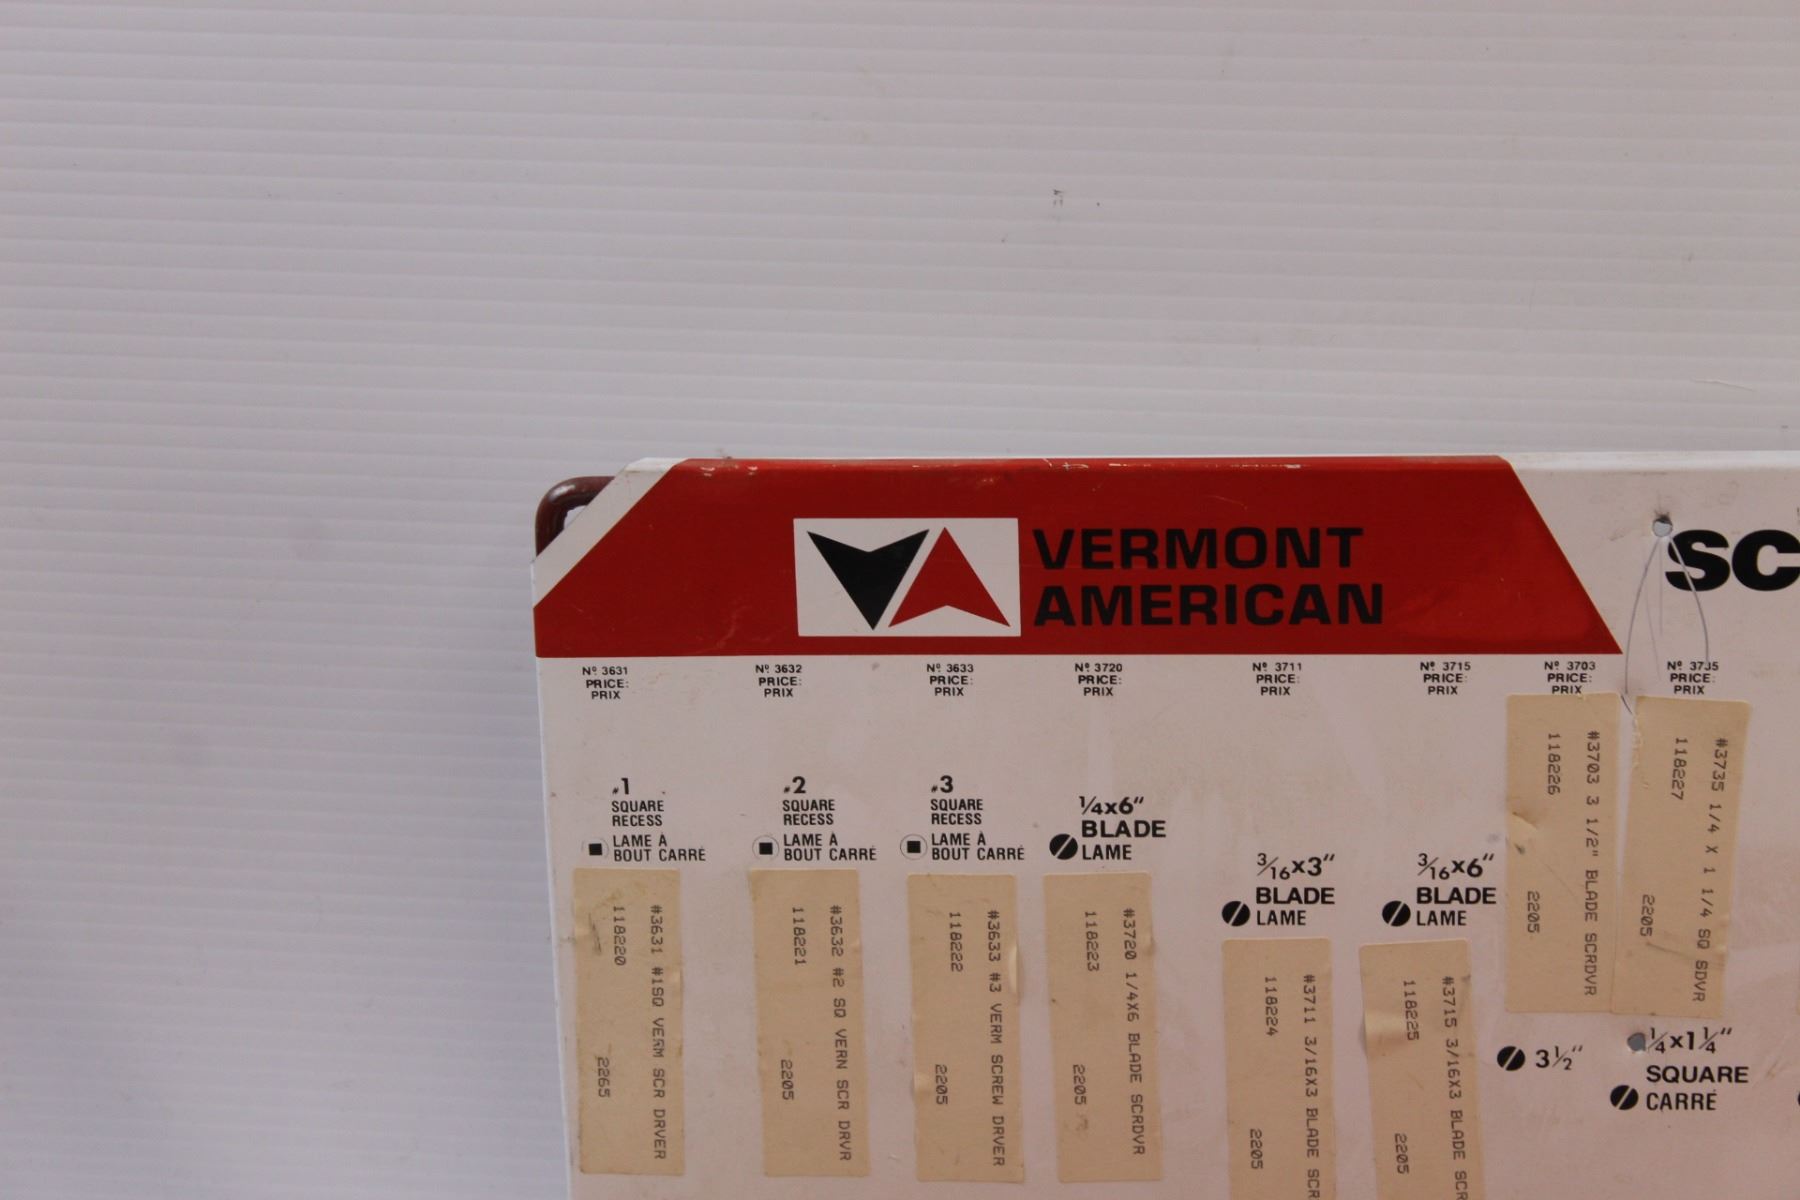 VERMONT
AMERICAN
SC
Nº 3631
PRICE:
PRIX
Nº 3632
PRICE:
PRIX
Nº 3633
PRICE:
PRIX
Nº 3720
PRICE:
PRIX
Nº 3711
PRICE:
PRIX
Nº 3715
PRICE:
PRIX
Nº 3703
PRICE:
PRIX
Nº 3735
PRICE:
PRIX
#1
SQUARE
RECESS
LAME À
BOUT CARRÉ
#2
SQUARE
RECESS
LAME À
BOUT CARRÉ
#3
SQUARE
RECESS
LAME À
BOUT CARRÉ
1/4x6"
BLADE
LAME
3/16x3"
BLADE
LAME
3/16x6"
BLADE
LAME
3 1/2"
1/4x1 1/4"
SQUARE
CARRÉ
#3631 #1SQ VERM SCR DRVER
118220 2265
#3632 #2 SQ VERN SCR DRVR
118221 2205
#3633 #3 VERM SCREW DRVER
118222 2205
#3720 1/4X6 BLADE SCRDVR
118223 2205
#3711 3/16X3 BLADE SCR
118224 2205
#3715 3/16X3 BLADE SCR
118225 2205
#3703 3 1/2" BLADE SCRDVR
118226 2205
#3735 1/4 X 1 1/4 SQ SDVR
118227 2205